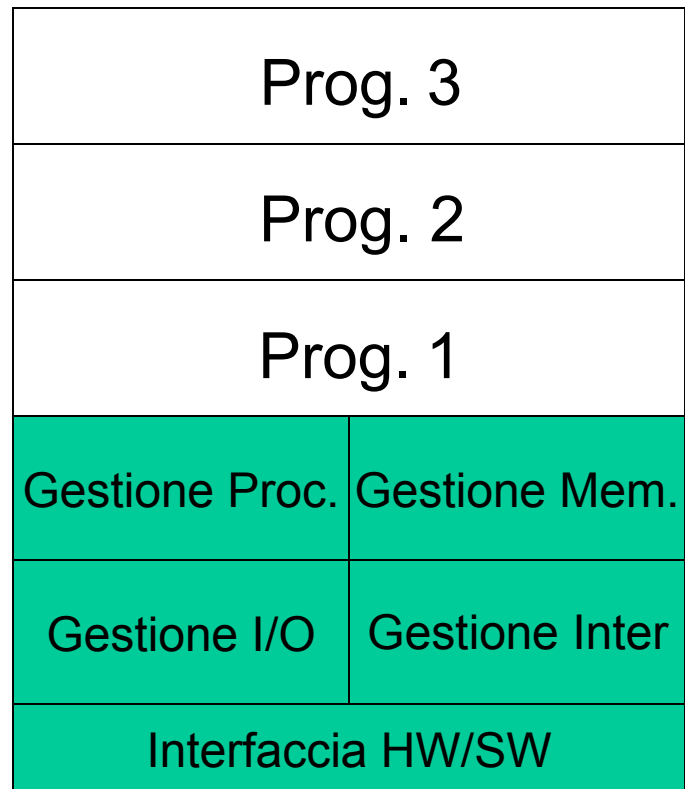 Prog. 3
Prog. 2
Prog. 1
Gestione Proc. Gestione Mem.
Gestione I/O Gestione Inter
Interfaccia HW/SW